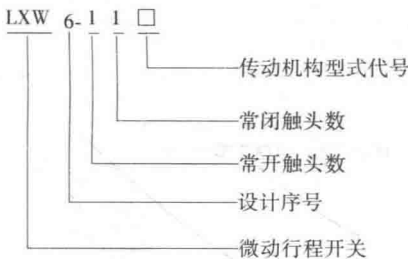 LXW 6-1 1 □
传动机构型式代号
常闭触头数
常开触头数
设计序号
微动行程开关